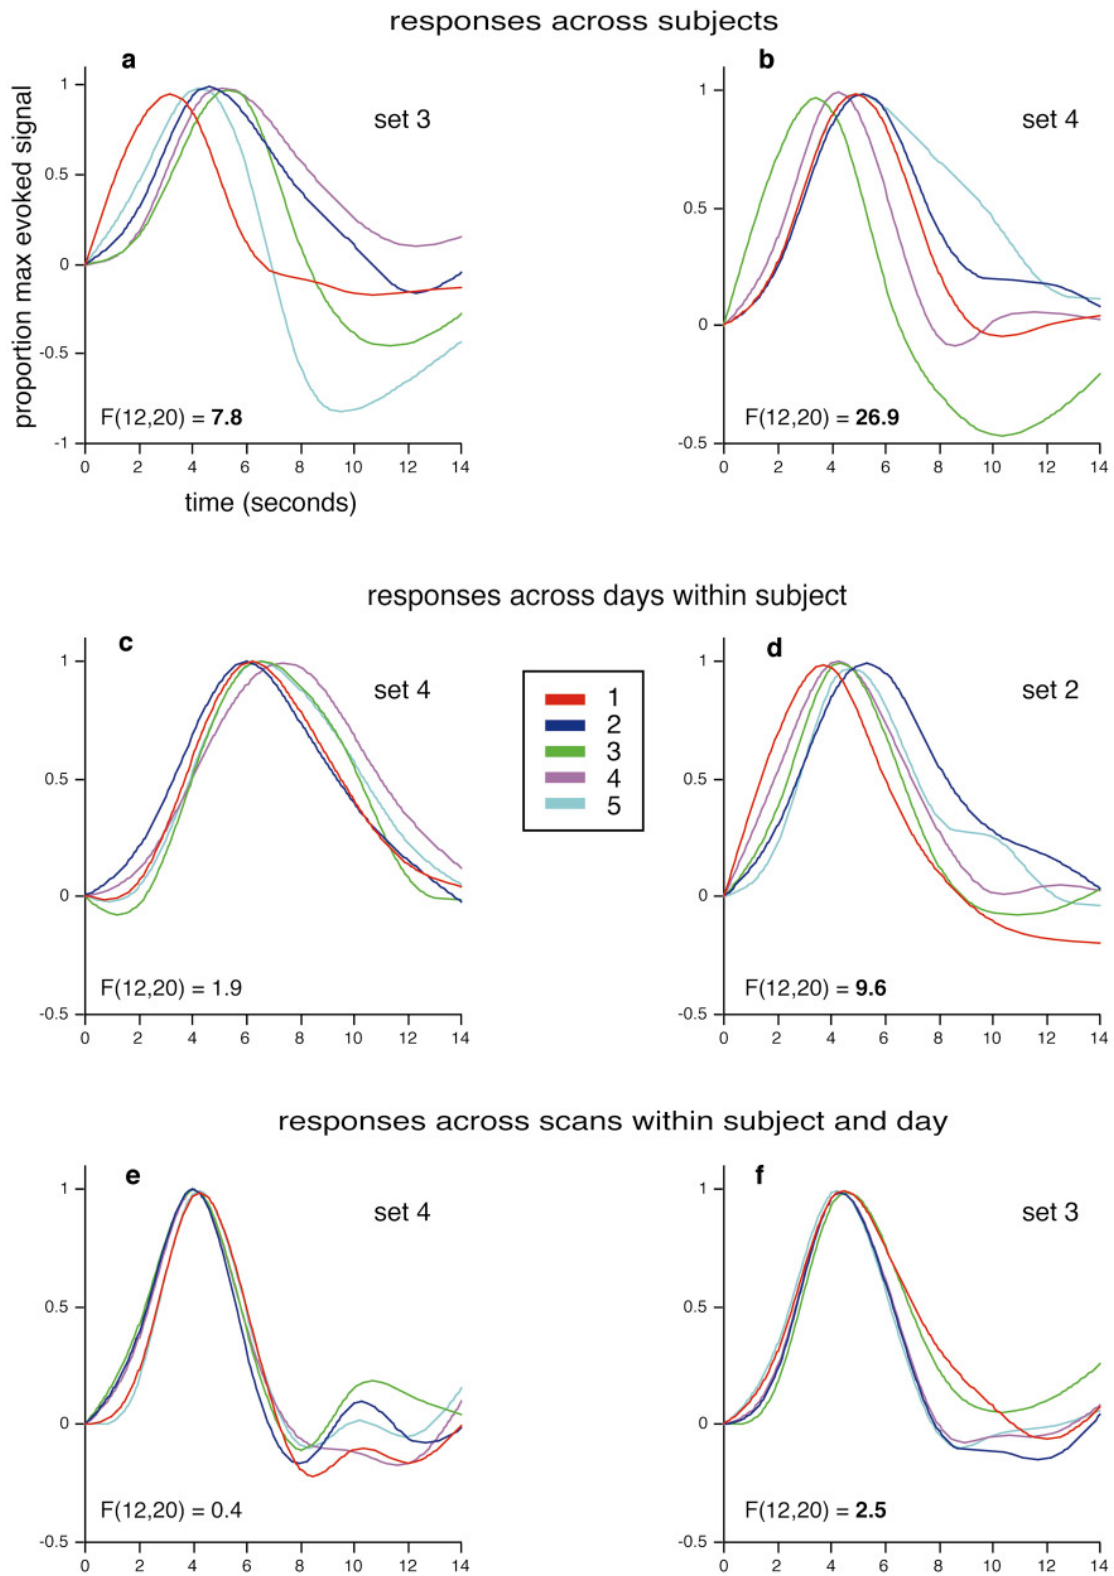 responses across subjects
a
b
proportion max evoked signal
set 3
set 4
1
0.5
0
-0.5
-1
1
0.5
0
-0.5
F(12,20) = 7.8
F(12,20) = 26.9
0 2 4 6 8 10 12 14
0 2 4 6 8 10 12 14
time (seconds)
responses across days within subject
c
d
set 4
set 2
1
0.5
0
-0.5
1
2
3
4
5
1
0.5
0
-0.5
F(12,20) = 1.9
F(12,20) = 9.6
0 2 4 6 8 10 12 14
0 2 4 6 8 10 12 14
responses across scans within subject and day
e
f
set 4
set 3
1
0.5
0
-0.5
1
0.5
0
-0.5
F(12,20) = 0.4
F(12,20) = 2.5
0 2 4 6 8 10 12 14
0 2 4 6 8 10 12 14